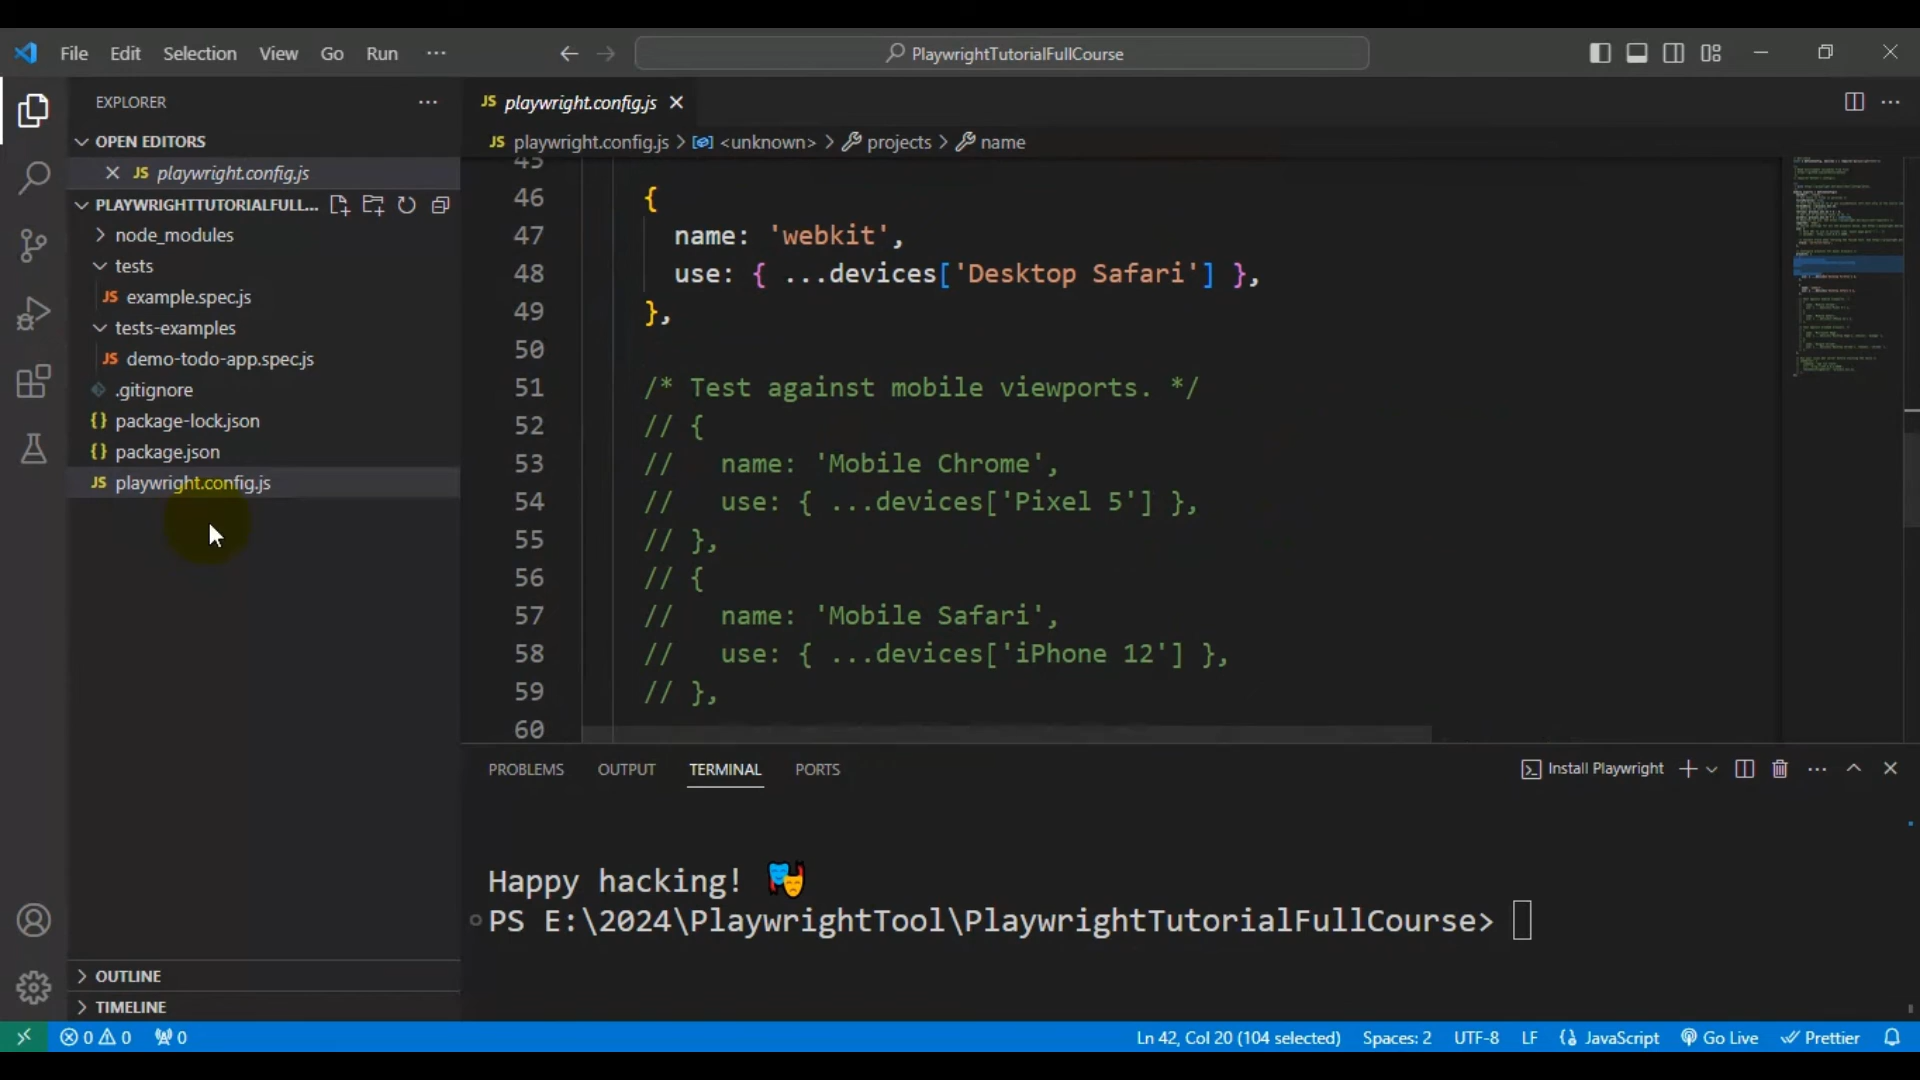 File Edit Selection View Go Run ··· PlaywrightTutorialFullCourse
EXPLORER
OPEN EDITORS
JS playwright.config.js
PLAYWRIGHTTUTORIALFULL...
node_modules
tests
JS example.spec.js
tests-examples
JS demo-todo-app.spec.js
.gitignore
{} package-lock.json
{} package.json
JS playwright.config.js
OUTLINE
TIMELINE
JS playwright.config.js
JS playwright.config.js > <unknown> > projects > name
45
46 {
47 name: 'webkit',
48 use: { ...devices['Desktop Safari'] },
49 },
50
51 /* Test against mobile viewports. */
52 // {
53 //   name: 'Mobile Chrome',
54 //   use: { ...devices['Pixel 5'] },
55 // },
56 // {
57 //   name: 'Mobile Safari',
58 //   use: { ...devices['iPhone 12'] },
59 // },
60
PROBLEMS OUTPUT TERMINAL PORTS Install Playwright
Happy hacking! 🎭
PS E:\2024\PlaywrightTool\PlaywrightTutorialFullCourse>
0 0 0 Ln 42, Col 20 (104 selected) Spaces: 2 UTF-8 LF {} JavaScript Go Live Prettier